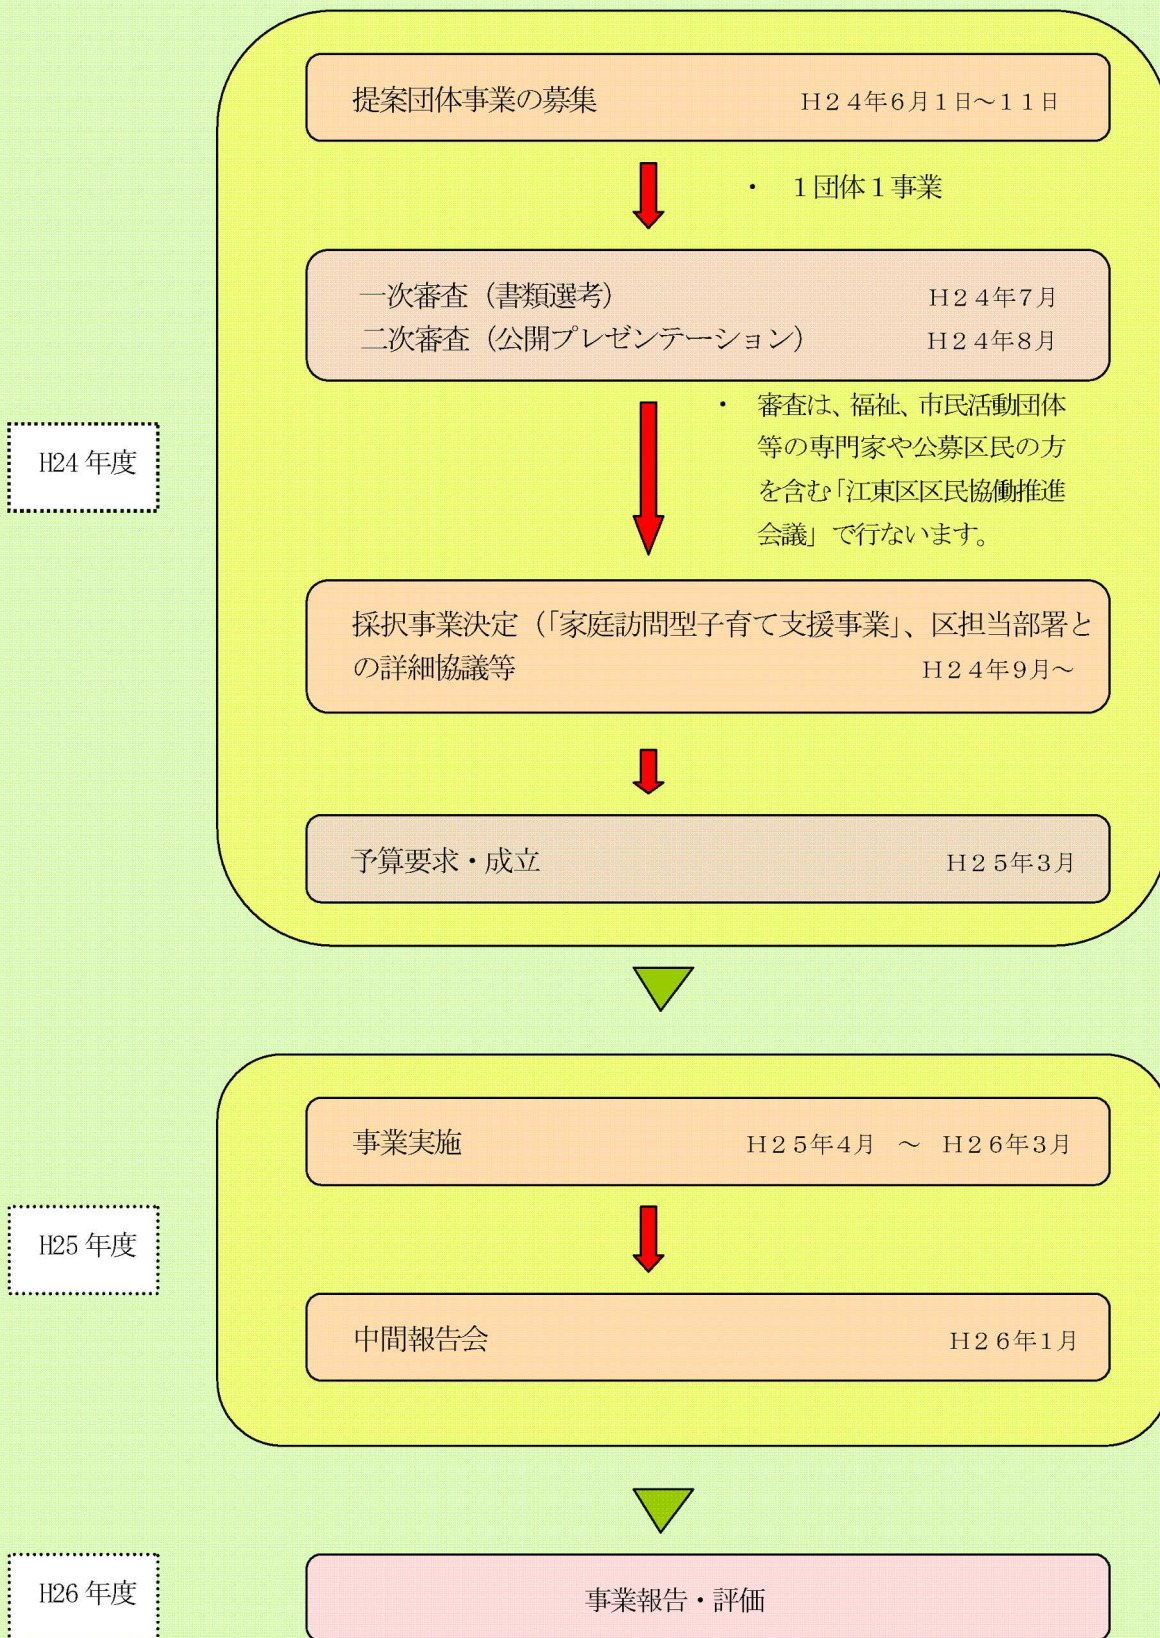 提案団体事業の募集 H24年6月1日～11日
・ 1団体1事業
一次審査（書類選考） H24年7月
二次審査（公開プレゼンテーション） H24年8月
・ 審査は、福祉、市民活動団体
等の専門家や公募区民の方
を含む「江東区区民協働推進
会議」で行ないます。
H24年度
採択事業決定（「家庭訪問型子育て支援事業」、区担当部署と
の詳細協議等 H24年9月～
予算要求・成立 H25年3月
事業実施 H25年4月 ～ H26年3月
H25年度
中間報告会 H26年1月
H26年度
事業報告・評価